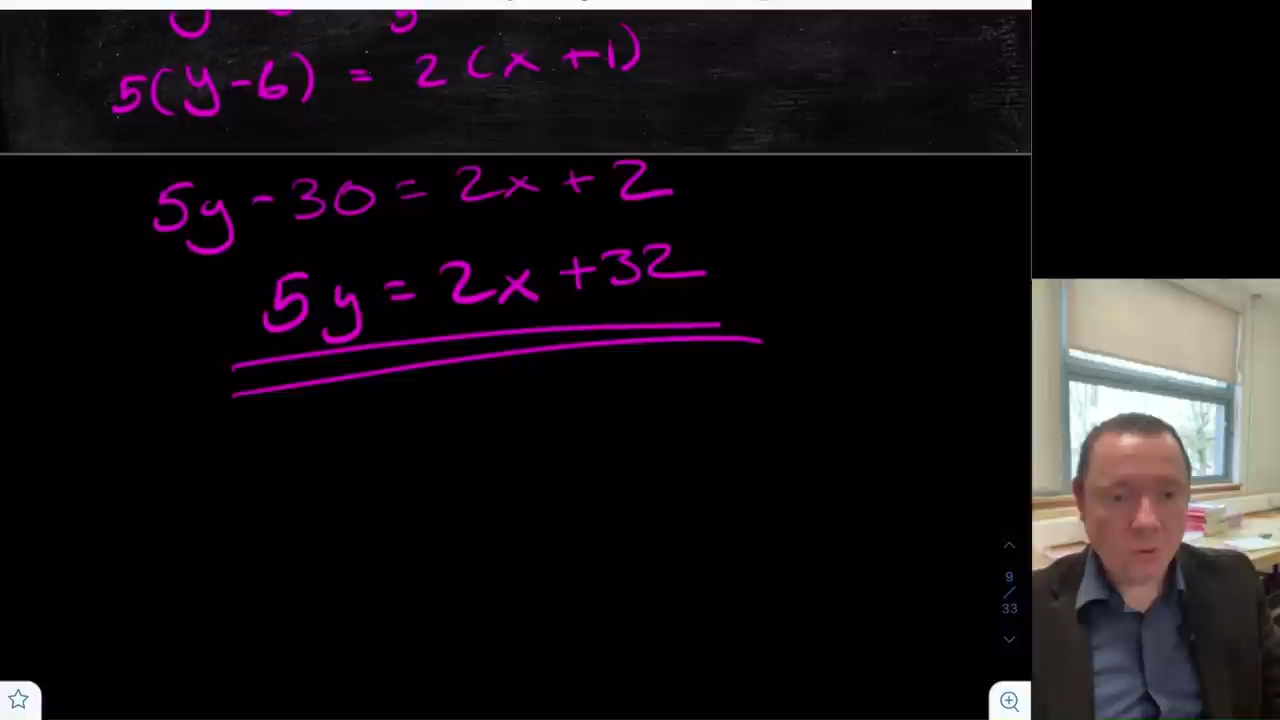 5(y-6) = 2(x+1)
5y-30=2x+2
5y=2x+32
9
/
33